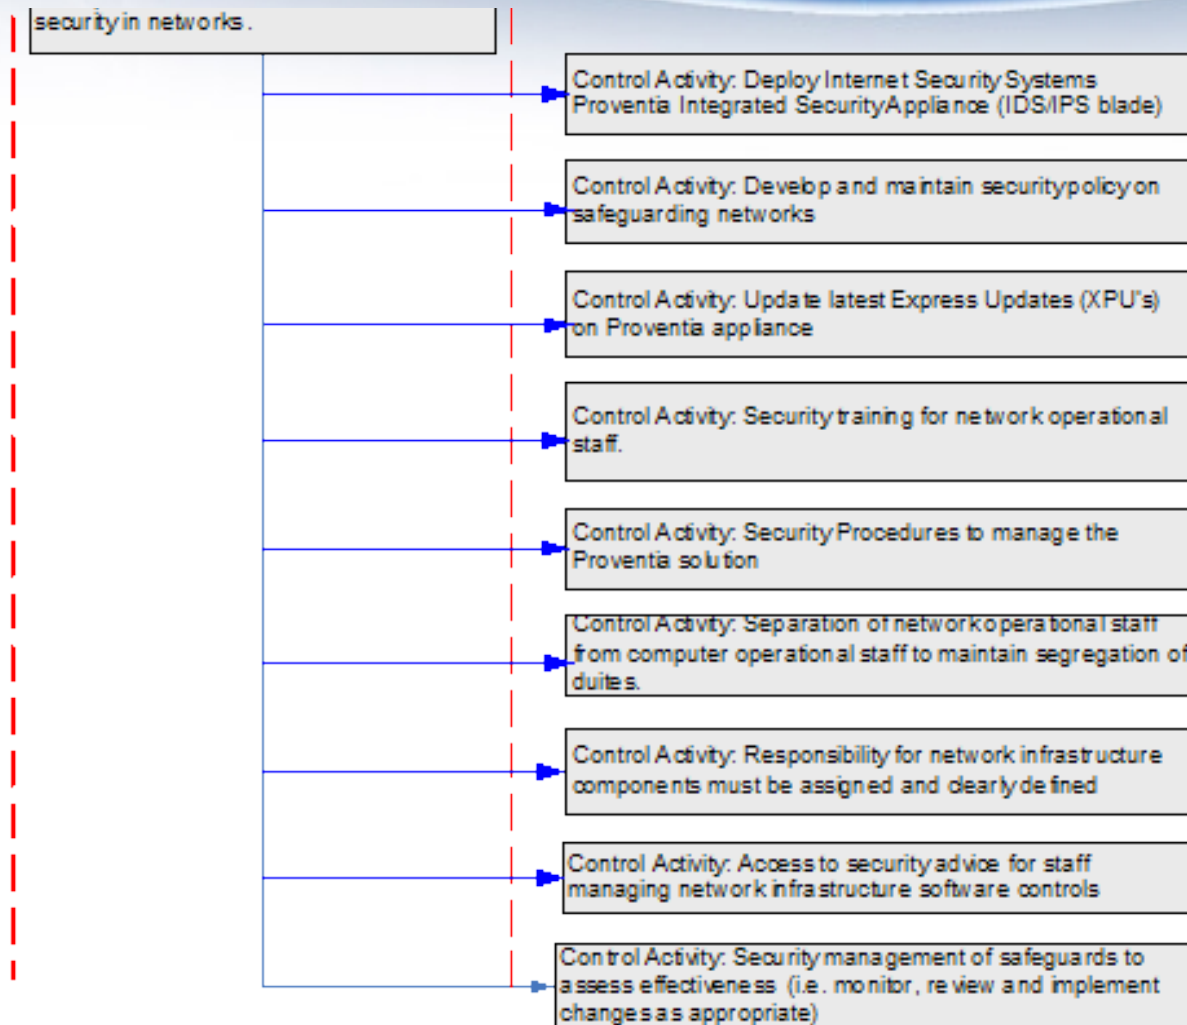 security in networks.
Control Activity: Deploy Internet Security Systems
Proventia Integrated Security Appliance (IDS/IPS blade)
Control Activity: Develop and maintain security policy on
safeguarding networks
Control Activity: Update latest Express Updates (XPU's)
on Proventia appliance
Control Activity: Security training for network operational
staff.
Control Activity: Security Procedures to manage the
Proventia solution
Control Activity: Separation of network operational staff
from computer operational staff to maintain segregation of
duites.
Control Activity: Responsibility for network infrastructure
components must be assigned and clearly defined
Control Activity: Access to security advice for staff
managing network infrastructure software controls
Control Activity: Security management of safeguards to
assess effectiveness (i.e. monitor, review and implement
changes as appropriate)